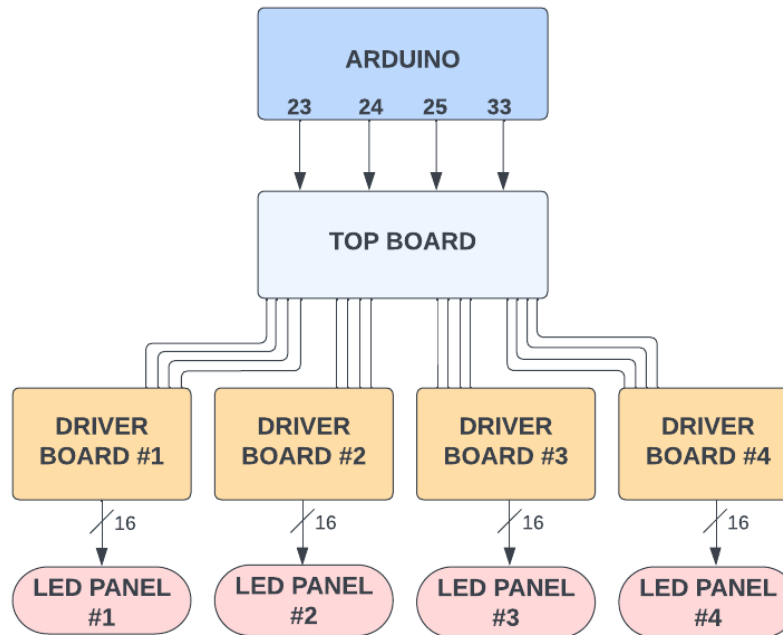 ARDUINO
23 24 25 33
TOP BOARD
DRIVER
BOARD #1
DRIVER
BOARD #2
DRIVER
BOARD #3
DRIVER
BOARD #4
16
16
16
16
LED PANEL
#1
LED PANEL
#2
LED PANEL
#3
LED PANEL
#4